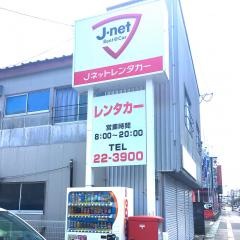 J-net
Rent@Car
Jネットレンタカー
レンタカー
営業時間
8:00～20:00
TEL
22-3900